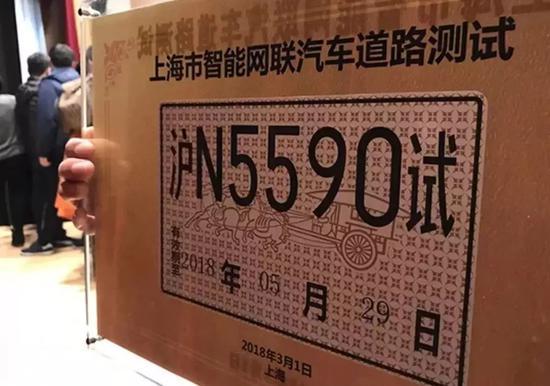 上海市智能网联汽车道路测试
沪N5590试
有效期至
2018年05月29日
2018年3月1日
上海